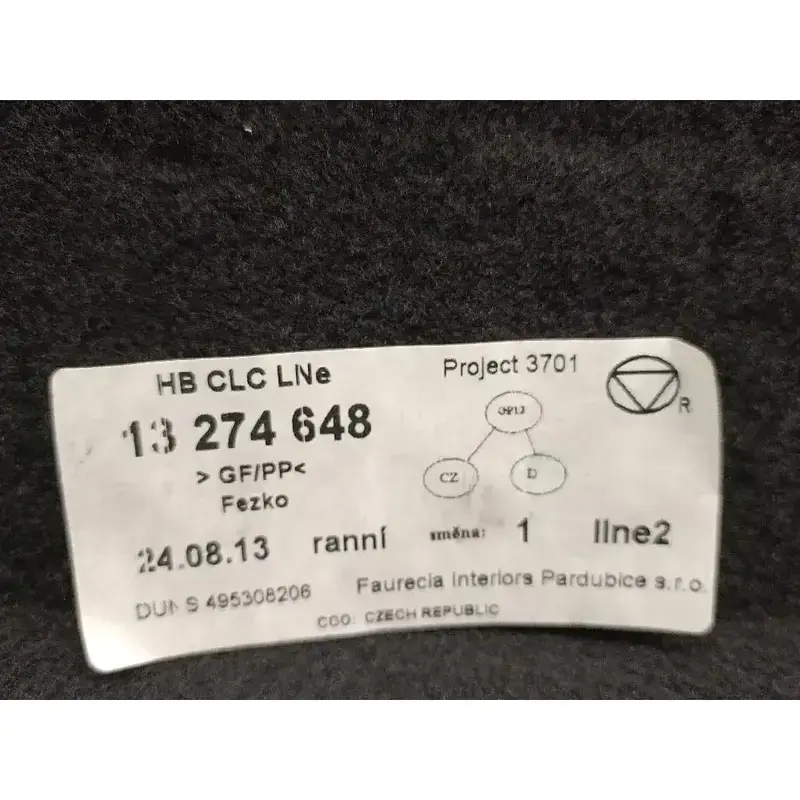 HB CLC LINe
Project 3701
13 274 648
R
> GF/PP<
CZ
D
Fezko
24.08.13 ranní směna: 1 line2
DUNS 495308206
Faurecia Interiors Pardubice s.r.o.
COO: CZECH REPUBLIC